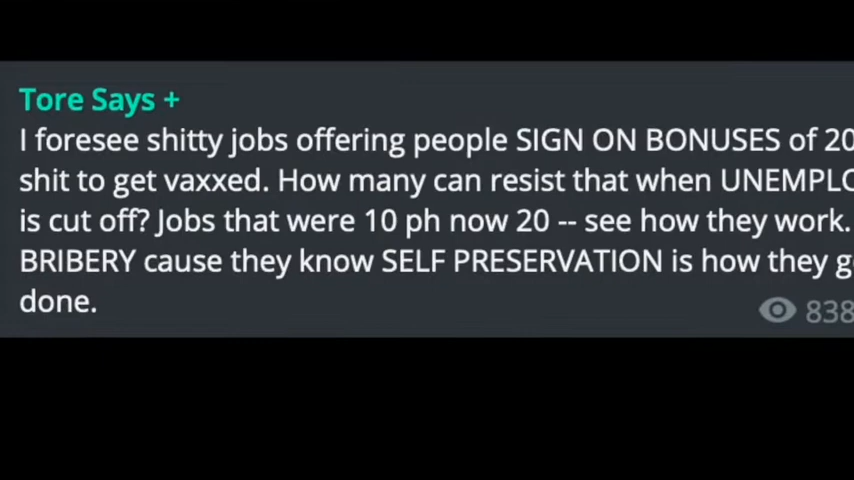 Tore Says +
I foresee shitty jobs offering people SIGN ON BONUSES of 20
shit to get vaxxed. How many can resist that when
is cut off? Jobs that were 10 ph now 20 -- see how they work.
BRIBERY cause they know SELF PRESERVATION is how they
done.
838